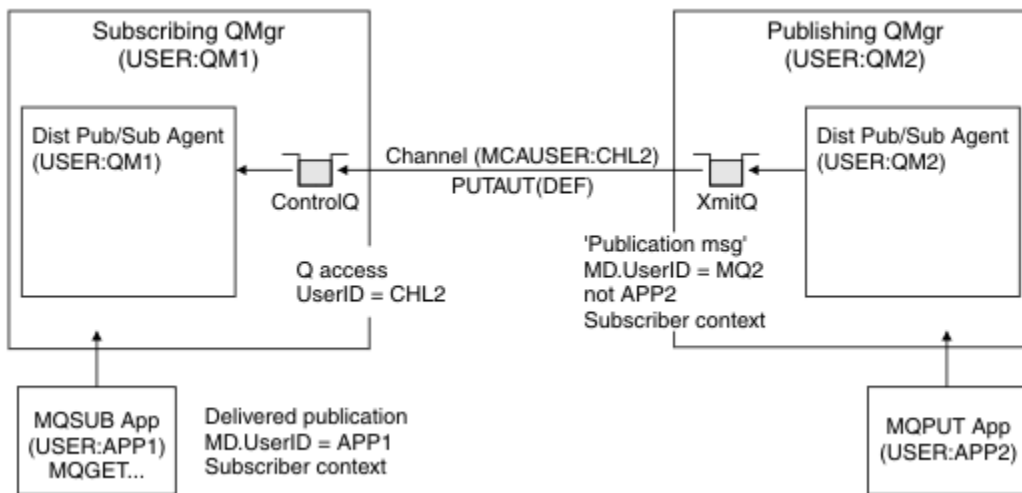 Subscribing QMgr
(USER:QM1)
Publishing QMgr
(USER:QM2)
Dist Pub/Sub Agent
(USER:QM1)
ControlQ
Channel (MCAUSER:CHL2)
PUTAUT(DEF)
XmitQ
Dist Pub/Sub Agent
(USER:QM2)
Q access
UserID = CHL2
'Publication msg'
MD.UserID = MQ2
not APP2
Subscriber context
MQSUB App
(USER:APP1)
MQGET...
Delivered publication
MD.UserID = APP1
Subscriber context
MQPUT App
(USER:APP2)